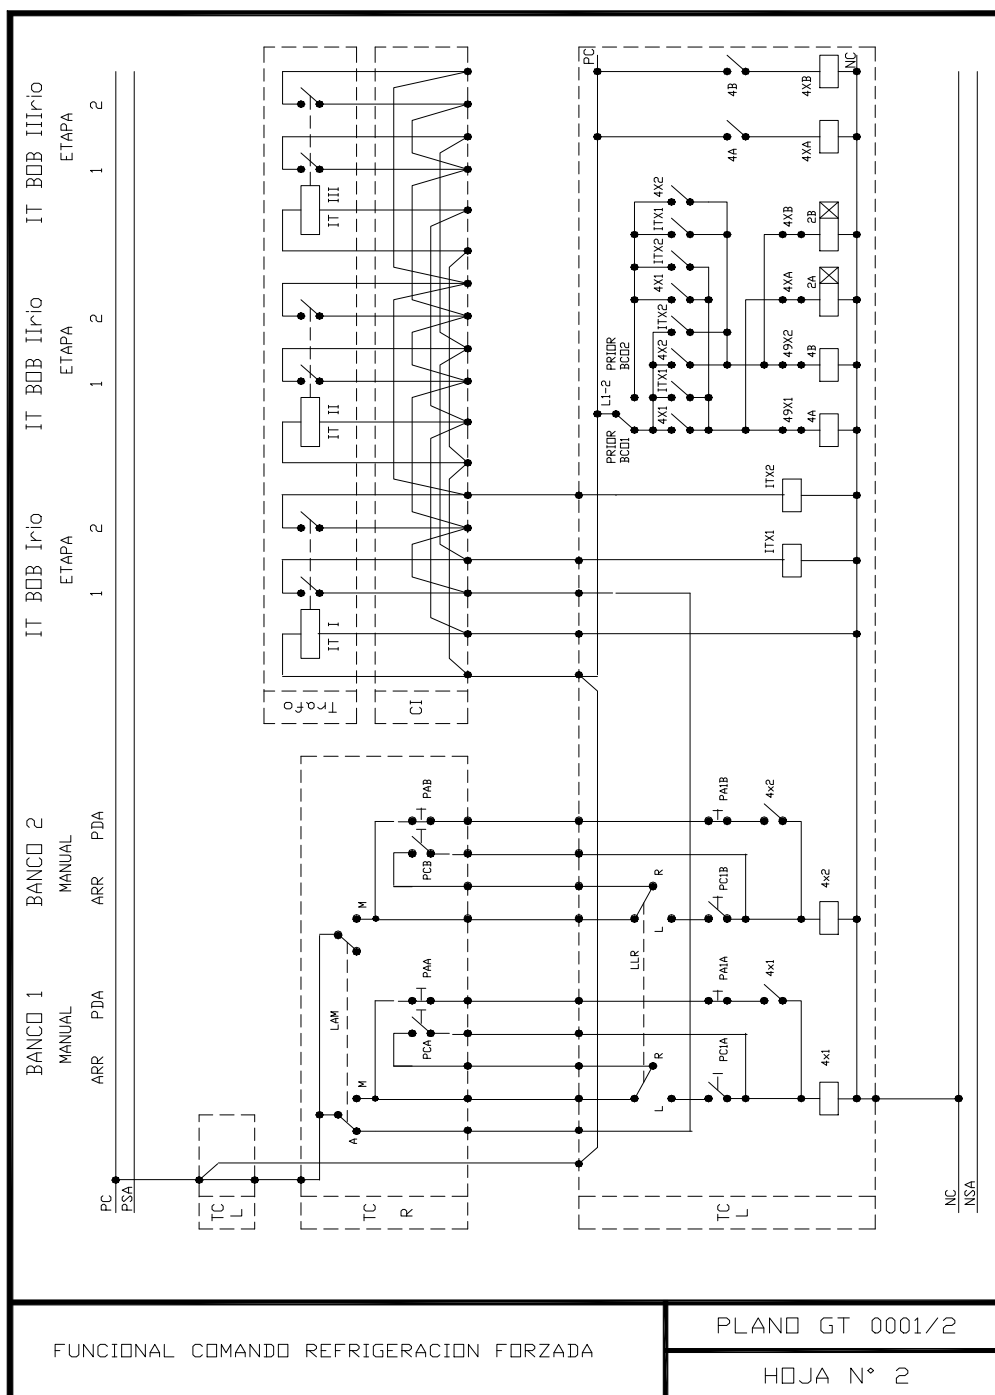 IT BOB IIIrio
ETAPA
1 2
IT BOB IIrio
ETAPA
1 2
IT BOB Irio
ETAPA
1 2
BANCO 2
MANUAL
ARR PDA
BANCO 1
MANUAL
ARR PDA
PC
PSA
TC
L
Trafo
IT III
IT II
IT I
CI
TC
R
LAM
A
M
M
PCA
PAA
PCB
PAB
PC
NC
4B
4XB
4A
4XA
4X2
ITX1
ITX2
4X1
ITX2
4X2
ITX1
4X1
PRIOR
BCO2
L1-2
PRIOR
BCO1
4XB
2B
4XA
2A
49X2
4B
49X1
4A
ITX2
ITX1
PA1B
4x2
R
L
PC1B
4x2
LLR
PA1A
4x1
R
L
PC1A
4x1
TC
L
NC
NSA
FUNCIONAL COMANDO REFRIGERACION FORZADA
PLANO GT 0001/2
HOJA N° 2